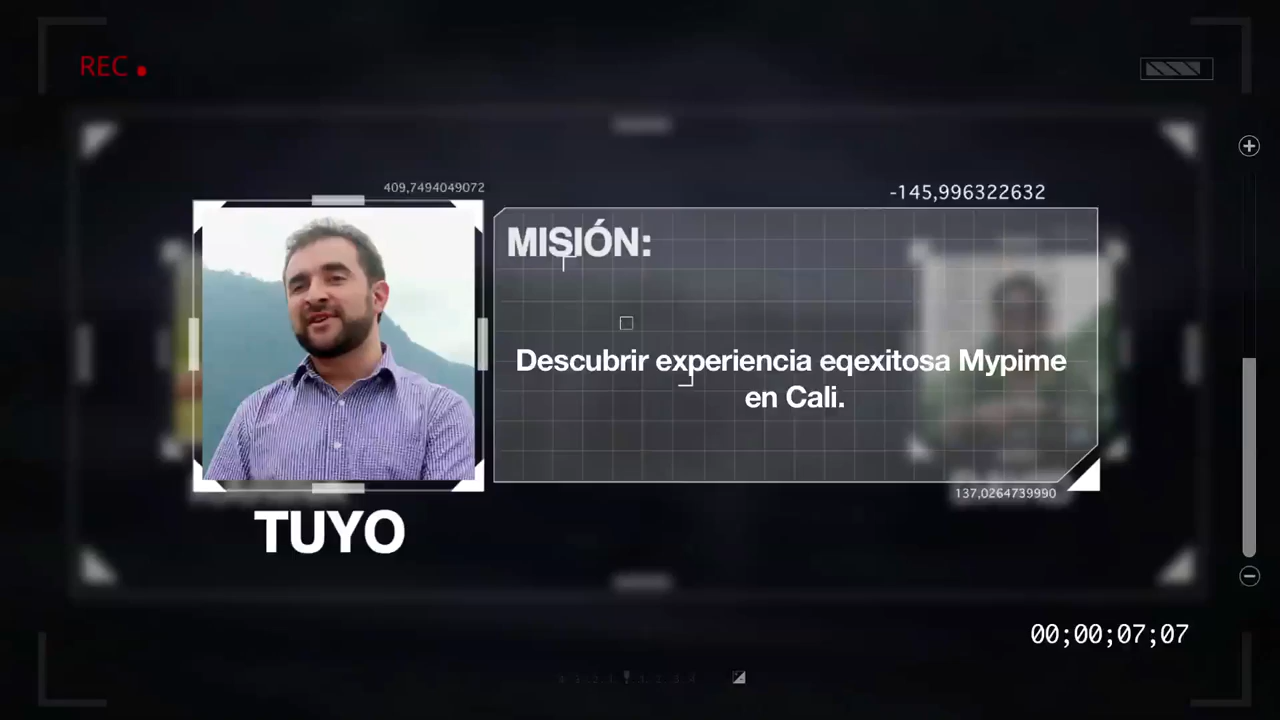 REC
409,7494049072
-145,996322632
MISIÓN:
Descubrir experiencia eqexitosa Mypime
en Cali.
137,0264739990
TUYO
00;00;07;07